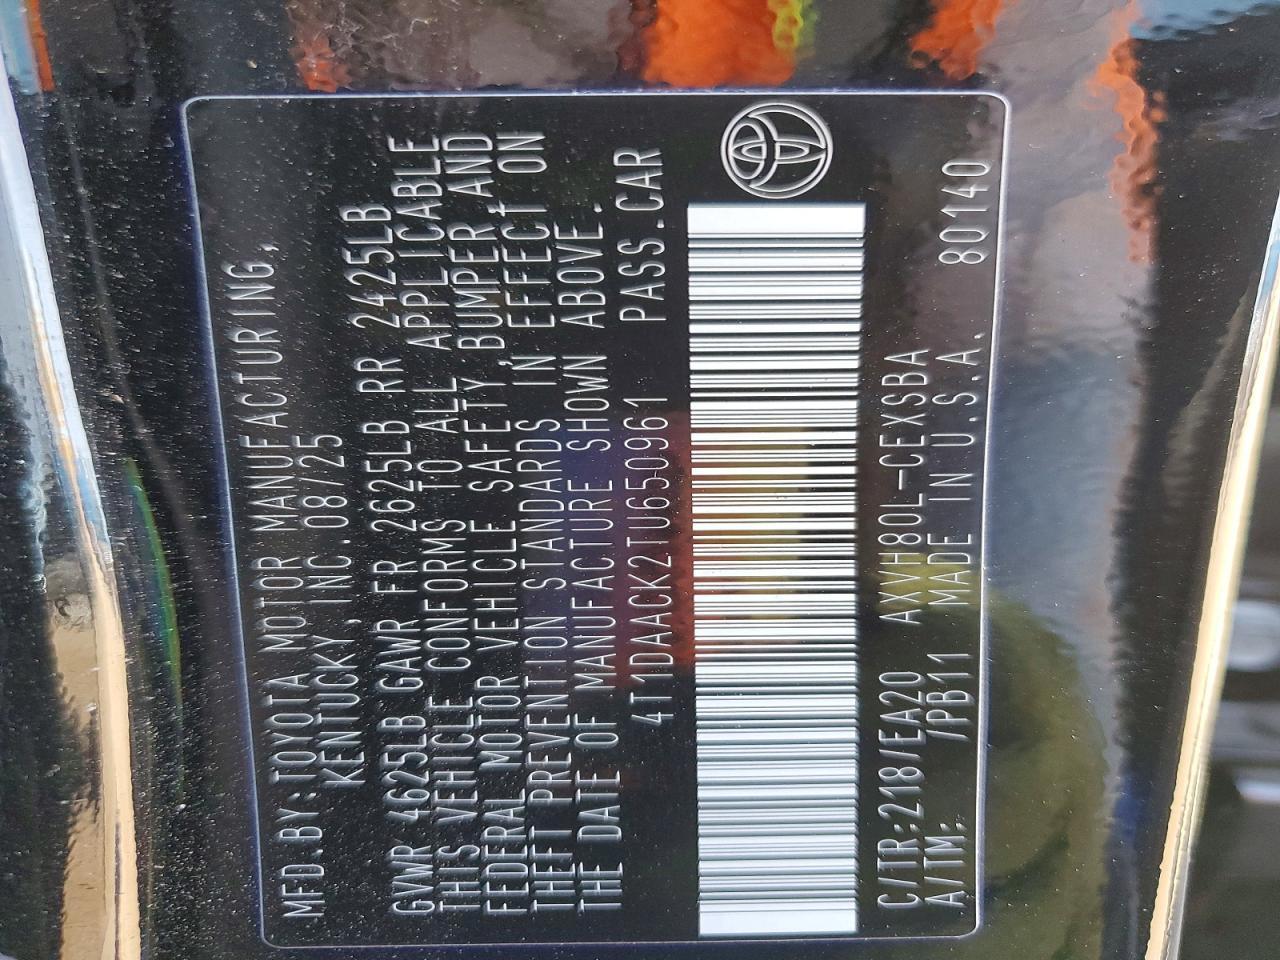 MFD.BY:TOYOTA MOTOR MANUFACTURING,
KENTUCKY, INC.08/25
GVWR 4625LB GAWR FR 2625LB RR 2425LB
THIS VEHICLE CONFORMS TO ALL APPLICABLE
FEDERAL MOTOR VEHICLE SAFETY,BUMPER AND
THEFT PREVENTION STANDARDS IN EFFECT ON
THE DATE OF MANUFACTURE SHOWN ABOVE.
4T1DAACK2TU650961 PASS.CAR
C/TR:218/EA20 AXVH80L-CEXSBA
A/TM: /PB11 MADE IN U.S.A. 80140